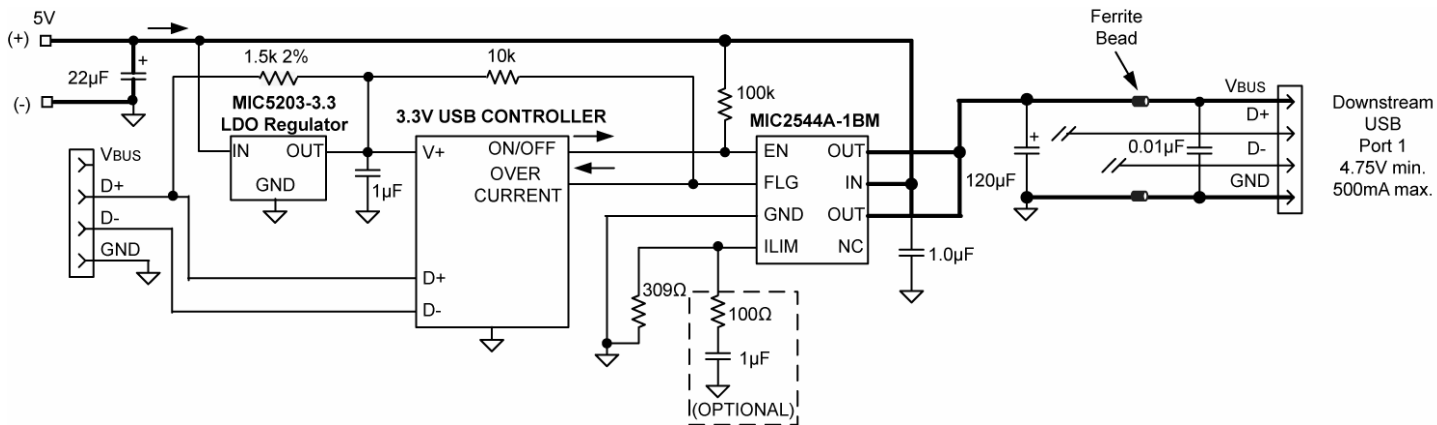 5V
(+)
22µF
+
(-)
1.5k 2%
10k
MIC5203-3.3
LDO Regulator
IN
OUT
GND
1µF
3.3V USB CONTROLLER
V+
ON/OFF
OVER
CURRENT
D+
D-
VBUS
D+
D-
GND
100k
MIC2544A-1BM
EN
OUT
FLG
IN
GND
OUT
ILIM
NC
309Ω
100Ω
1µF
(OPTIONAL)
1.0µF
+
120µF
Ferrite
Bead
0.01µF
VBUS
D+
D-
GND
Downstream
USB
Port 1
4.75V min.
500mA max.